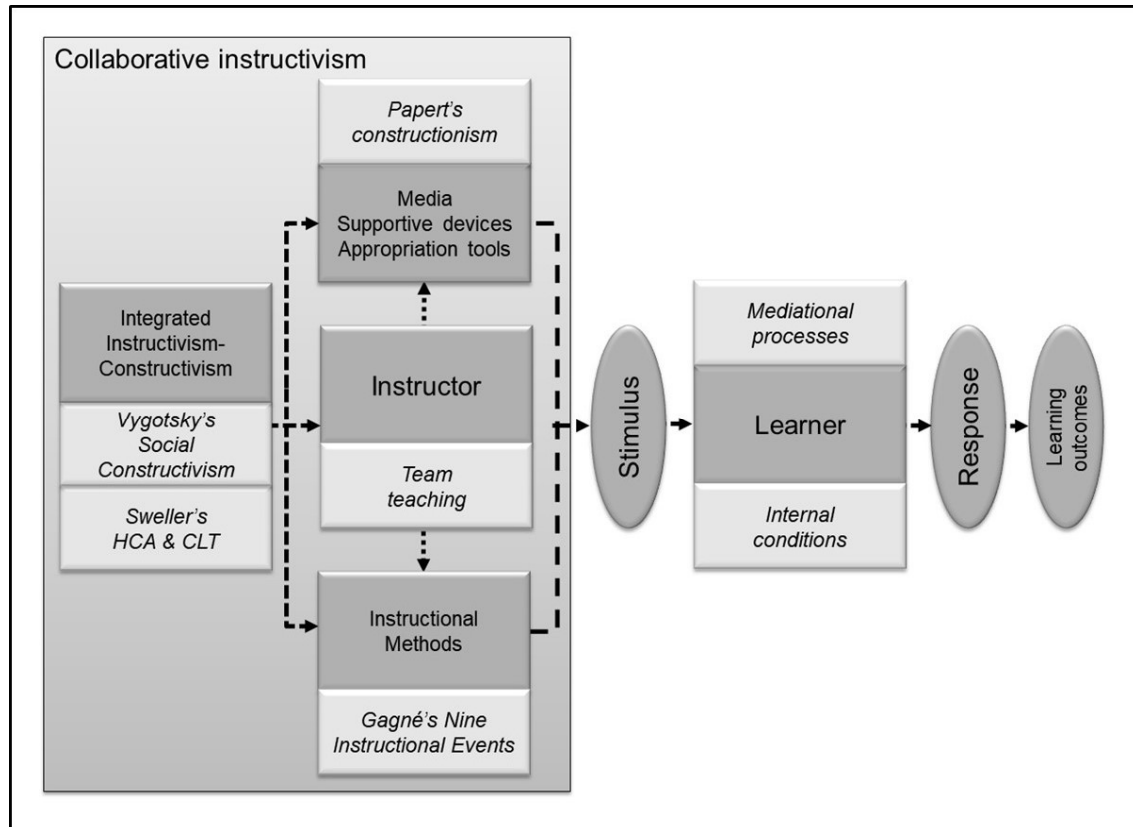 Collaborative instructivism
Papert’s
constructionism
Media
Supportive devices
Appropriation tools
Integrated
Instructivism-
Constructivism
Vygotsky’s
Social
Constructivism
Sweller’s
HCA & CLT
Instructor
Team
teaching
Instructional
Methods
Gagné’s Nine
Instructional Events
Stimulus
Mediational
processes
Learner
Internal
conditions
Response
Learning
outcomes